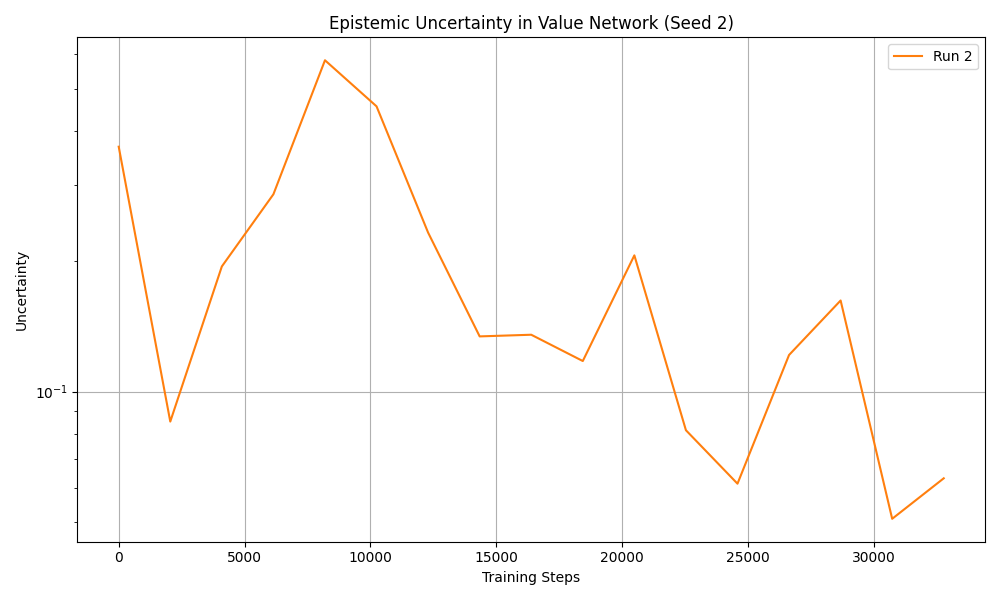 Epistemic Uncertainty in Value Network (Seed 2)
Run 2
Uncertainty
10⁻¹
0 5000 10000 15000 20000 25000 30000
Training Steps